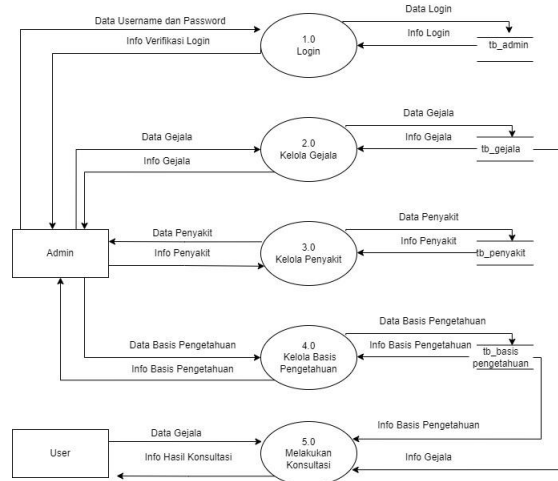 Data Username dan Password
Info Verifikasi Login
1.0
Login
Data Login
Info Login
tb_admin
Data Gejala
Info Gejala
2.0
Kelola Gejala
Data Gejala
Info Gejala
tb_gejala
Admin
Data Penyakit
Info Penyakit
3.0
Kelola Penyakit
Data Penyakit
Info Penyakit
tb_penyakit
Data Basis Pengetahuan
Info Basis Pengetahuan
4.0
Kelola Basis
Pengetahuan
Data Basis Pengetahuan
Info Basis Pengetahuan
tb_basis
pengetahuan
User
Data Gejala
Info Hasil Konsultasi
5.0
Melakukan
Konsultasi
Info Basis Pengetahuan
Info Gejala